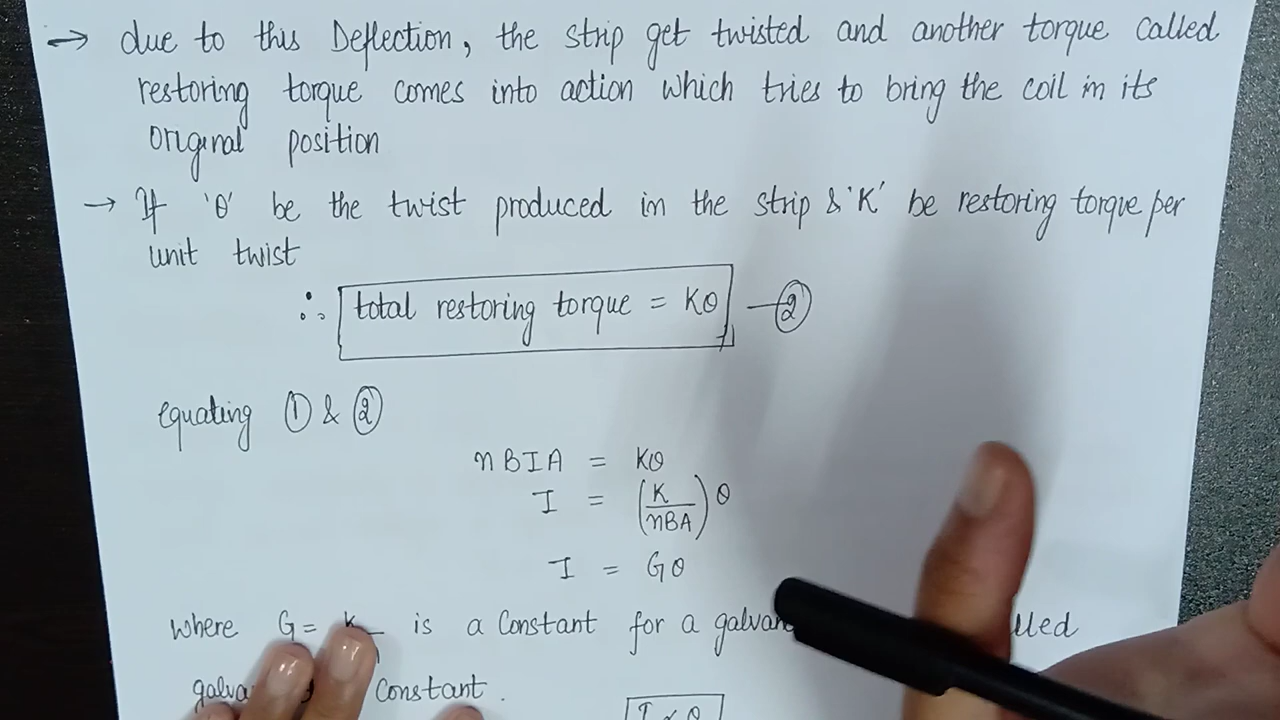 → due to this Deflection, the strip get twisted and another torque called
restoring torque comes into action which tries to bring the coil in its
original position
→ If 'θ' be the twist produced in the strip & 'K' be restoring torque per
unit twist
∴ total restoring torque = Kθ —②
equating ① & ②
nBIA = Kθ
I = (K/nBA) θ
I = Gθ
where G = K is a Constant for a galvan lled
galva Constant.
I ∝ θ